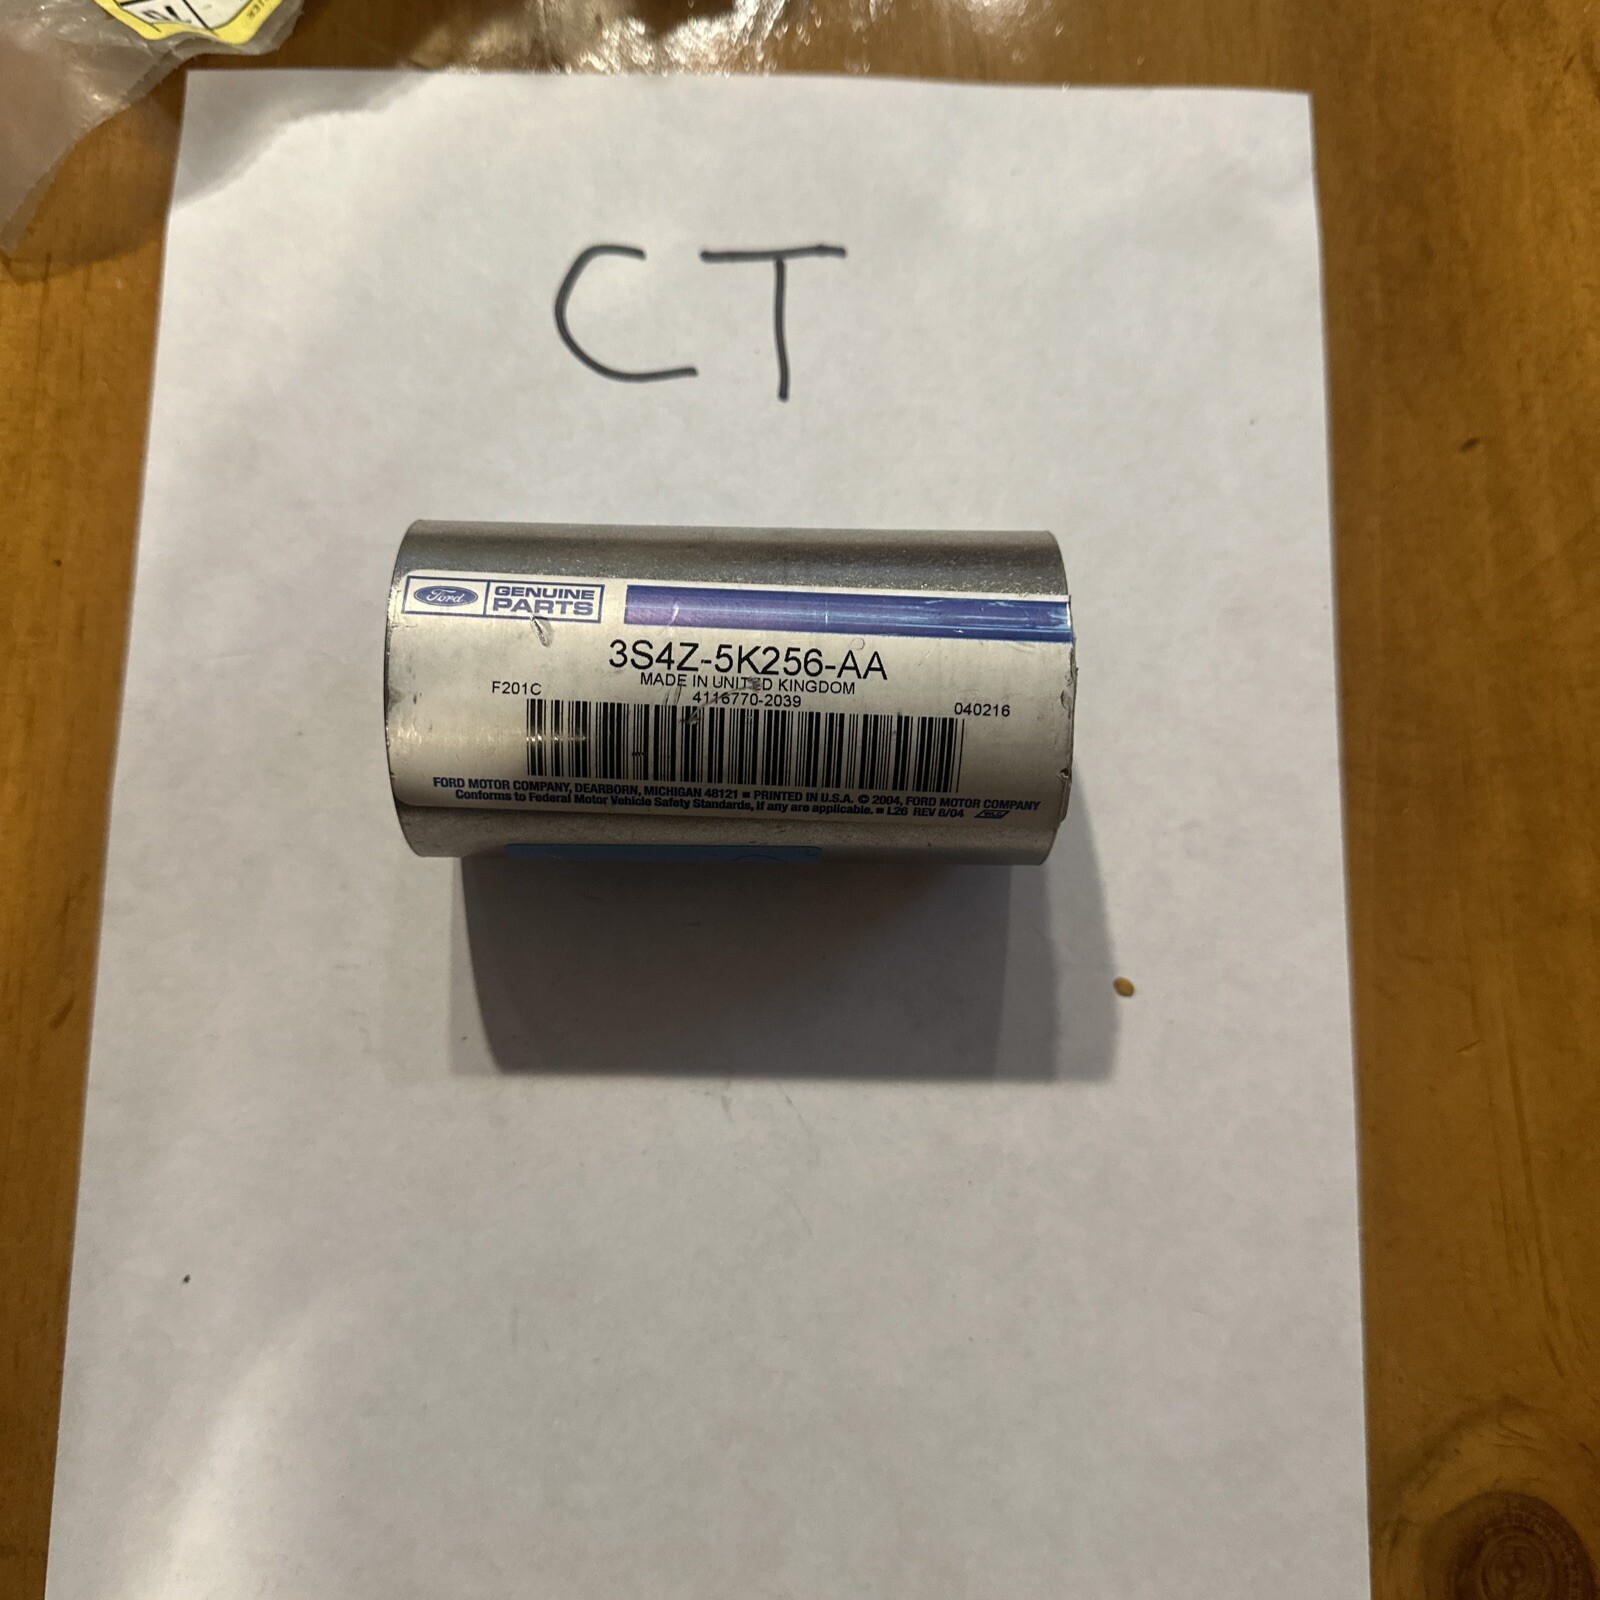 CT
Ford GENUINE PARTS
3S4Z-5K256-AA
MADE IN UNITED KINGDOM
F201C 4116770-2039 040216
FORD MOTOR COMPANY, DEARBORN, MICHIGAN 48121 ▪ PRINTED IN U.S.A. © 2004, FORD MOTOR COMPANY
Conforms to Federal Motor Vehicle Safety Standards, if any are applicable. ▪ L26 REV 6/04